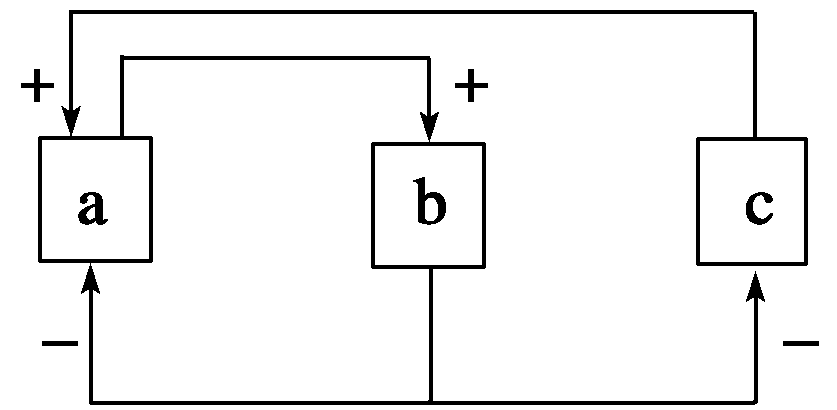 + +
a b c
− −